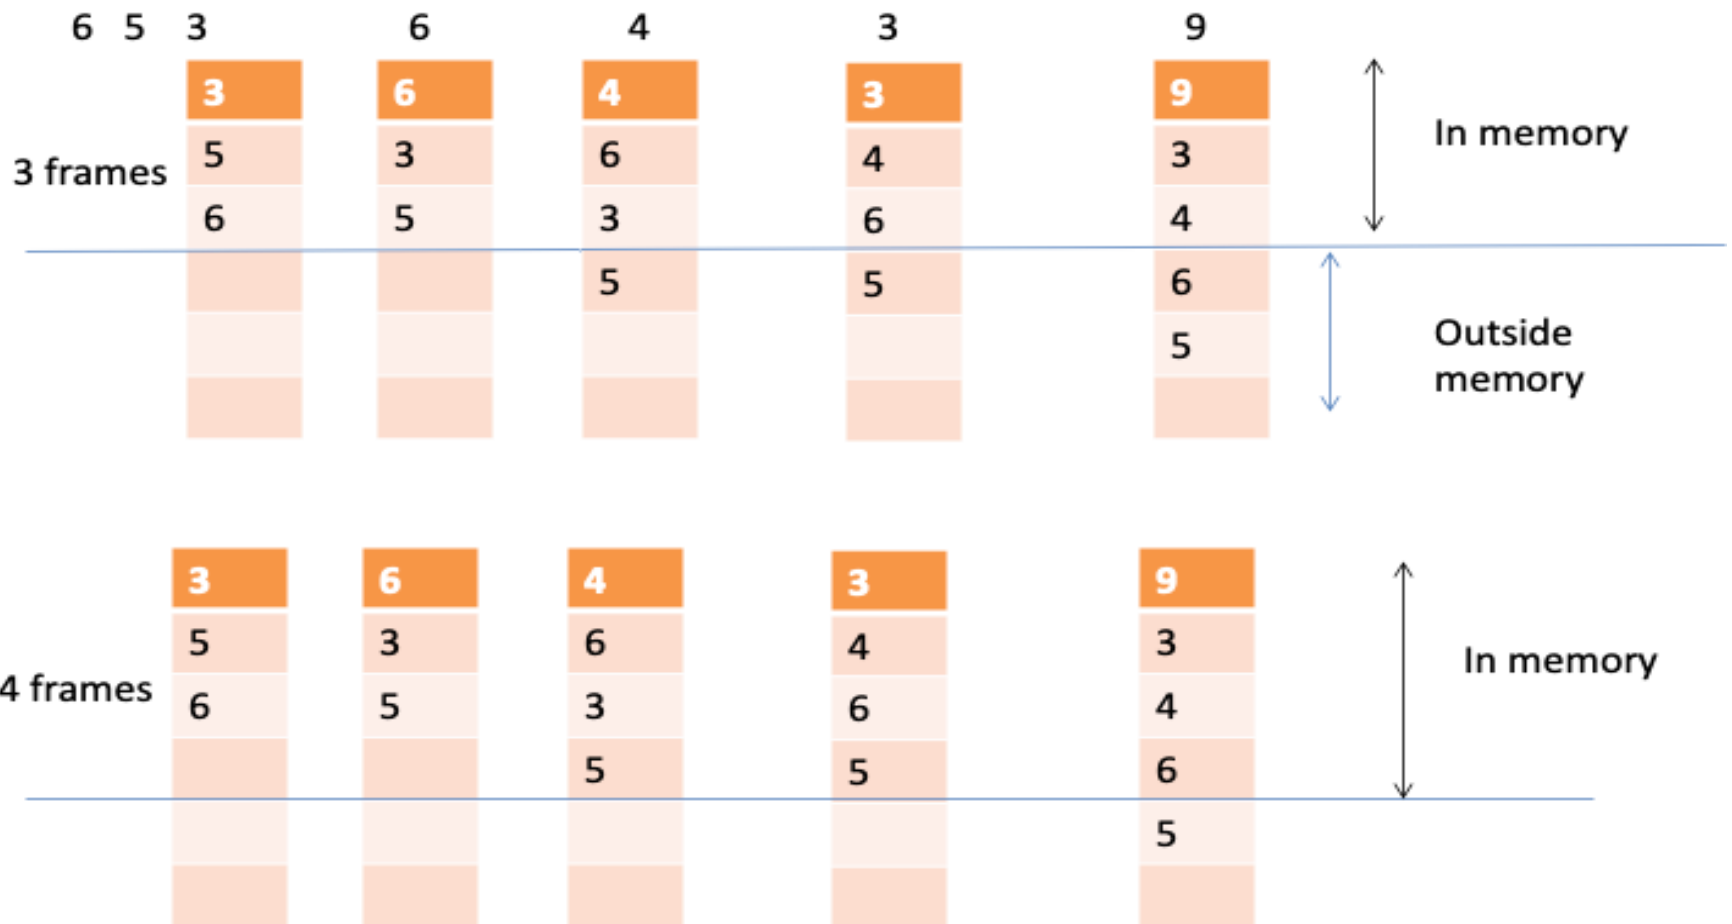 6 5 3 6 4 3 9
3 6 4 3 9
5 3 6 4 3
3 frames
In memory
6 5 3 6 4
5 5 6
5
Outside
memory
3 6 4 3 9
5 3 6 4 3
4 frames
In memory
6 5 3 6 4
5 5 6
5